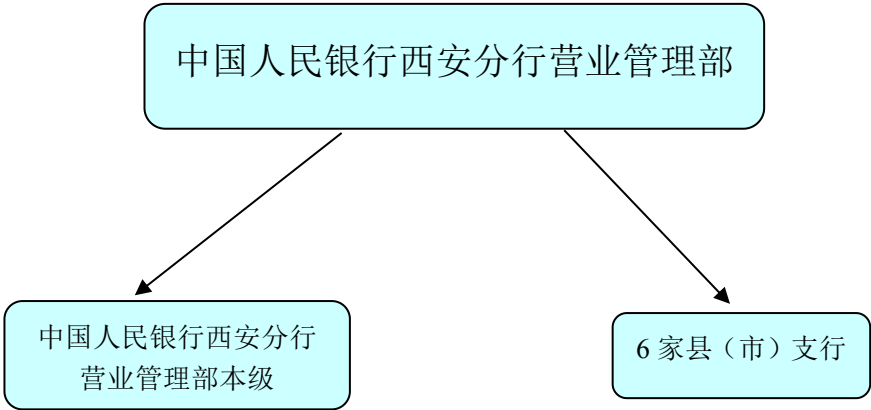 中国人民银行西安分行营业管理部
中国人民银行西安分行
营业管理部本级
6 家县（市）支行